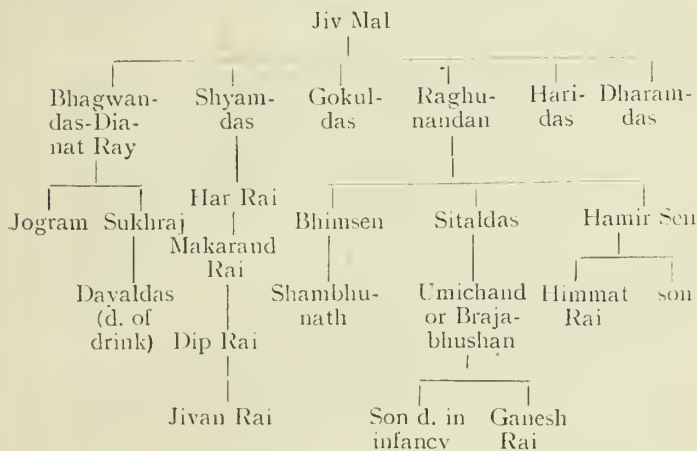 Jiv Mal
Bhagwan- Shyam- Gokul- Raghu- Hari- Dharam-
das-Dia- das das nandan das das
nat Ray
Jogram Sukhraj Har Rai Bhimsen Sitaldas Hamir Sen
Makarand
Rai
Dayaldas Shambhu- Umichand Himmat son
(d. of nath or Braja- Rai
drink) Dip Rai bhushan
Jivan Rai Son d. in Ganesh
infancy Rai